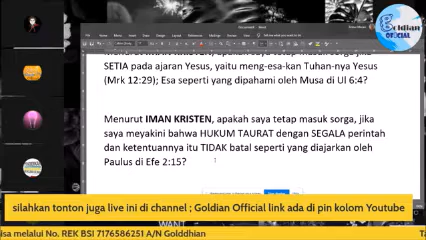 Goldian
OFFICIAL
SETIA pada ajaran Yesus, yaitu meng-esa-kan Tuhan-nya Yesus
(Mrk 12:29); Esa seperti yang dipahami oleh Musa di Ul 6:4?
Menurut IMAN KRISTEN, apakah saya tetap masuk sorga, jika
saya meyakini bahwa HUKUM TAURAT dengan SEGALA perintah
dan ketentuannya itu TIDAK batal seperti yang diajarkan oleh
Paulus di Efe 2:15?
silahkan tonton juga live ini di channel ; Goldian Official link ada di pin kolom Youtube
WANT
isa melalui No. REK BSI 7176586251 A/N Golddhian